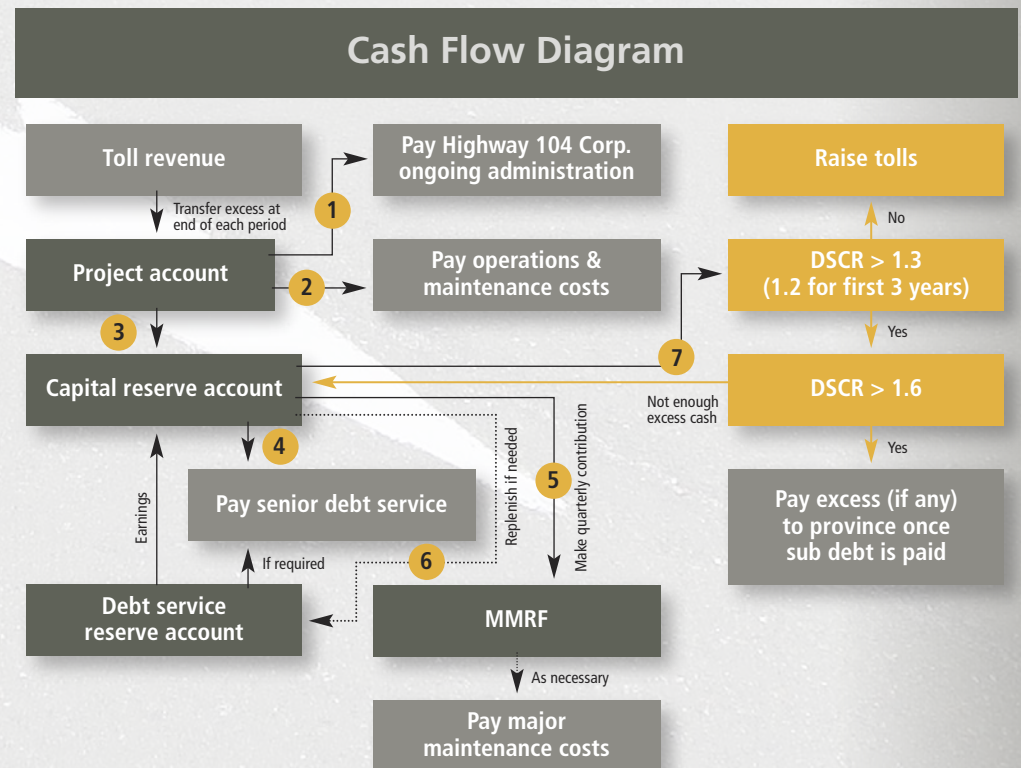 Cash Flow Diagram
Toll revenue
Transfer excess at
end of each period
1
Pay Highway 104 Corp.
ongoing administration
Raise tolls
No
Project account
2
Pay operations &
maintenance costs
DSCR > 1.3
(1.2 for first 3 years)
Yes
3
7
Capital reserve account
Not enough
excess cash
DSCR > 1.6
Yes
4
Replenish if needed
5
Make quarterly contribution
Pay senior debt service
Pay excess (if any)
to province once
sub debt is paid
Earnings
If required
6
Debt service
reserve account
MMRF
As necessary
Pay major
maintenance costs